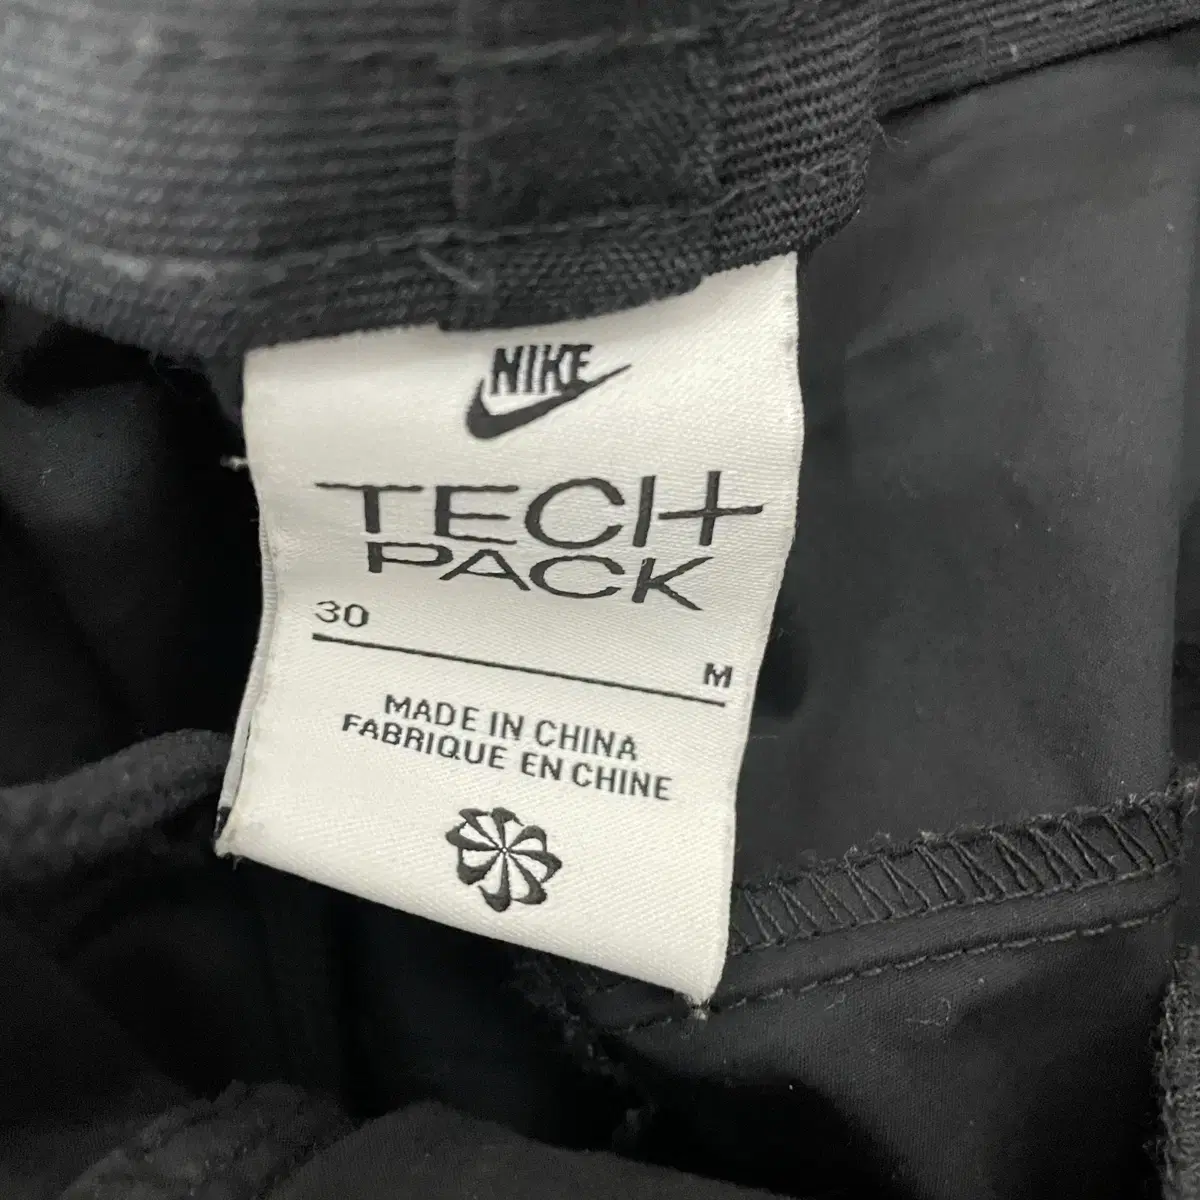 NIKE
TECH
PACK
30
M
MADE IN CHINA
FABRIQUE EN CHINE